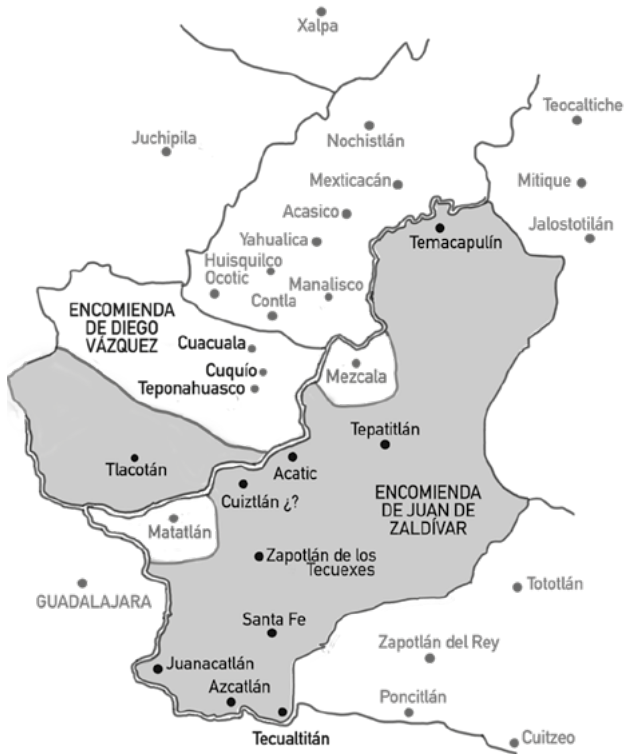 Xalpa
Teocaltiche
Juchipila
Nochistlán
Mexticacán
Mitique
Acasico
Temacapulín
Jalostotilán
Yahualica
Huisquilco
Ocotic
Manalisco
Contla
ENCOMIENDA
DE DIEGO
VÁZQUEZ
Cuacuala
Cuquío
Teponahuasco
Mezcala
Tepatitlán
Tlacotán
Acatic
Cuiztlán ¿?
ENCOMIENDA
DE JUAN DE
ZALDÍVAR
Matatlán
Zapotlán de los
Tecuexes
GUADALAJARA
Tototlán
Santa Fe
Zapotlán del Rey
Juanacatlán
Azcatlán
Poncitlán
Tecualtitán
Cuitzeo